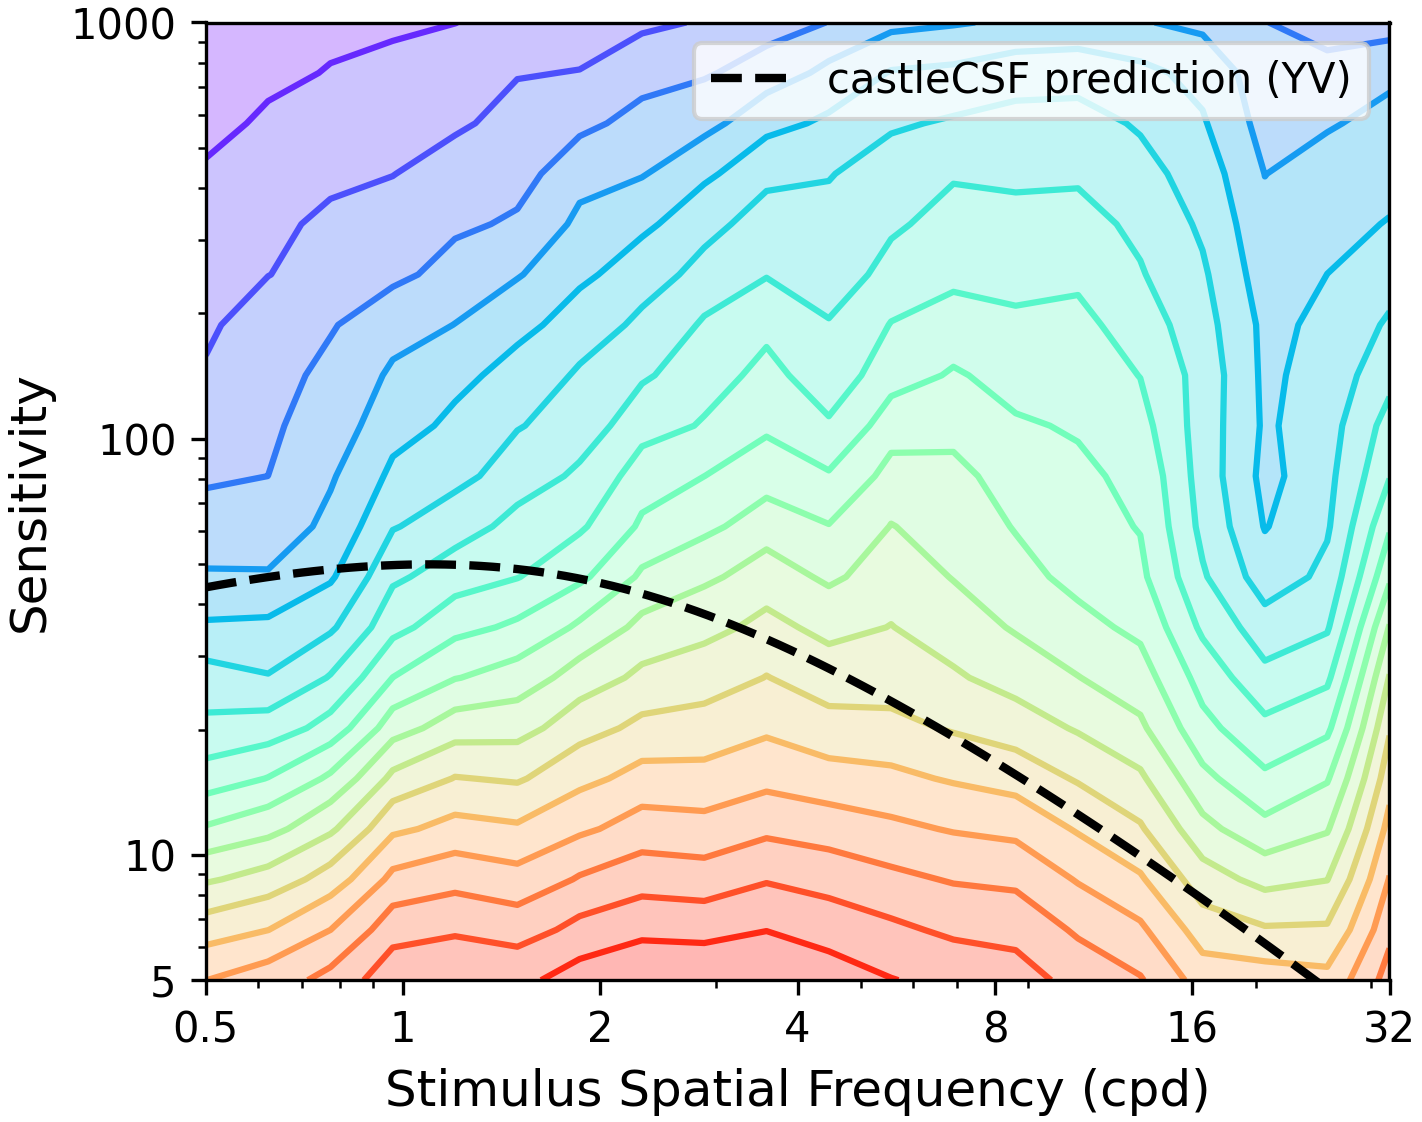 1000
castleCSF prediction (YV)
100
10
5
Sensitivity
0.5 1 2 4 8 16 32
Stimulus Spatial Frequency (cpd)